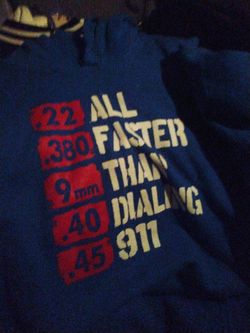 .22 ALL
.380 FASTER
9mm THAN
.40 DIALING
.45 911